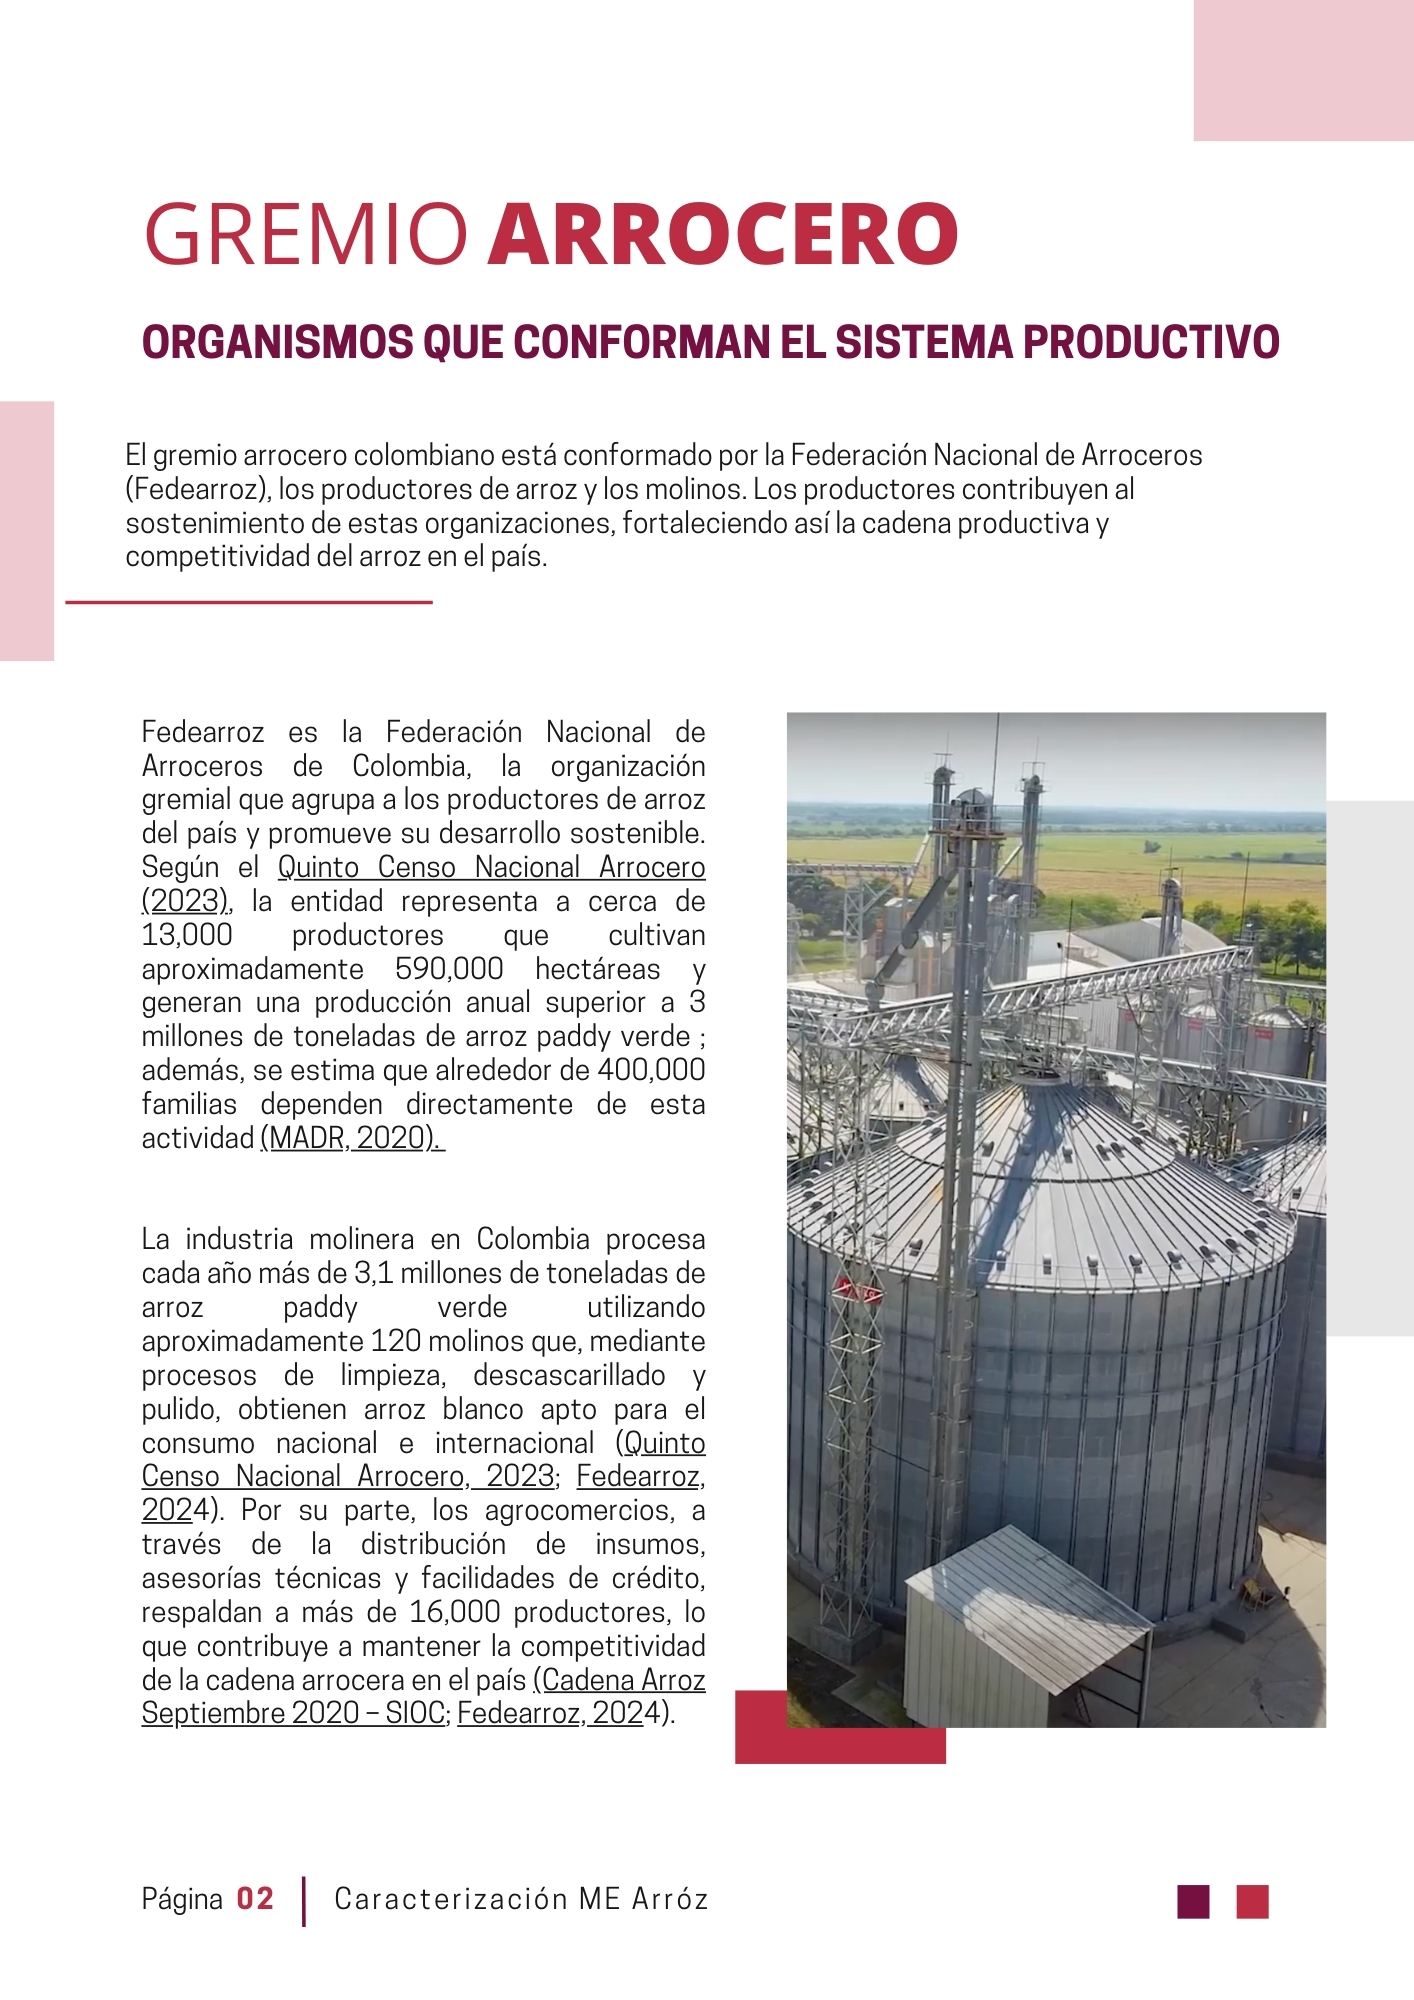 GREMIO ARROCERO
ORGANISMOS QUE CONFORMAN EL SISTEMA PRODUCTIVO
El gremio arrocero colombiano está conformado por la Federación Nacional de Arroceros
(Fedearroz), los productores de arroz y los molinos. Los productores contribuyen al
sostenimiento de estas organizaciones, fortaleciendo así la cadena productiva y
competitividad del arroz en el país.
Fedearroz es la Federación Nacional de
Arroceros de Colombia, la organización
gremial que agrupa a los productores de arroz
del país y promueve su desarrollo sostenible.
Según el Quinto Censo Nacional Arrocero
(2023), la entidad representa a cerca de
13,000 productores que cultivan
aproximadamente 590,000 hectáreas y
generan una producción anual superior a 3
millones de toneladas de arroz paddy verde ;
además, se estima que alrededor de 400,000
familias dependen directamente de esta
actividad (MADR, 2020).
La industria molinera en Colombia procesa
cada año más de 3,1 millones de toneladas de
arroz paddy verde utilizando
aproximadamente 120 molinos que, mediante
procesos de limpieza, descascarillado y
pulido, obtienen arroz blanco apto para el
consumo nacional e internacional (Quinto
Censo Nacional Arrocero, 2023; Fedearroz,
2024). Por su parte, los agrocomercios, a
través de la distribución de insumos,
asesorías técnicas y facilidades de crédito,
respaldan a más de 16,000 productores, lo
que contribuye a mantener la competitividad
de la cadena arrocera en el país (Cadena Arroz
Septiembre 2020 – SIOC; Fedearroz, 2024).
Página 02 Caracterización ME Arróz